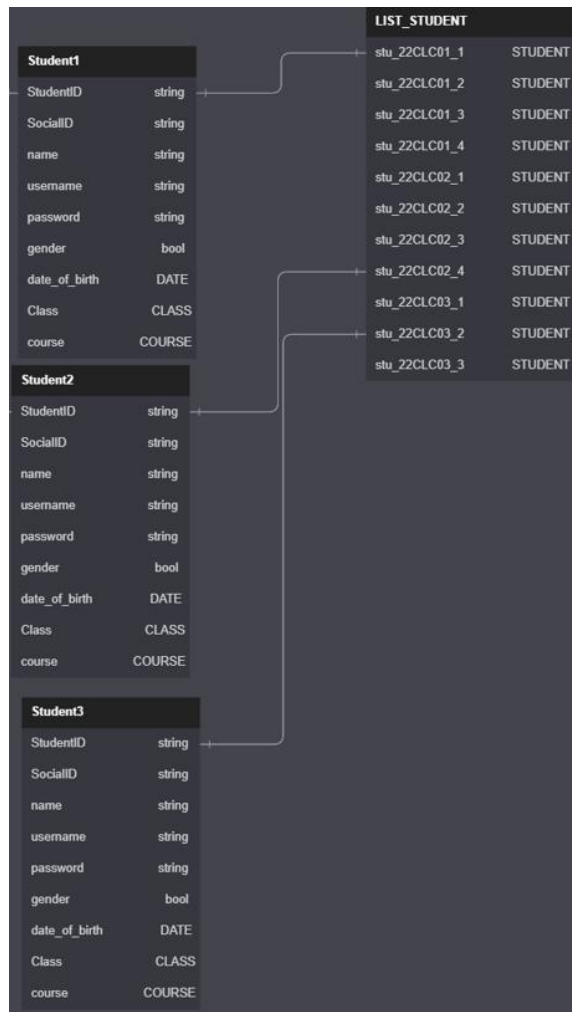 LIST_STUDENT
stu_22CLC01_1 STUDENT
stu_22CLC01_2 STUDENT
stu_22CLC01_3 STUDENT
stu_22CLC01_4 STUDENT
stu_22CLC02_1 STUDENT
stu_22CLC02_2 STUDENT
stu_22CLC02_3 STUDENT
stu_22CLC02_4 STUDENT
stu_22CLC03_1 STUDENT
stu_22CLC03_2 STUDENT
stu_22CLC03_3 STUDENT
Student1
StudentID string
SocialID string
name string
username string
password string
gender bool
date_of_birth DATE
Class CLASS
course COURSE
Student2
StudentID string
SocialID string
name string
username string
password string
gender bool
date_of_birth DATE
Class CLASS
course COURSE
Student3
StudentID string
SocialID string
name string
username string
password string
gender bool
date_of_birth DATE
Class CLASS
course COURSE